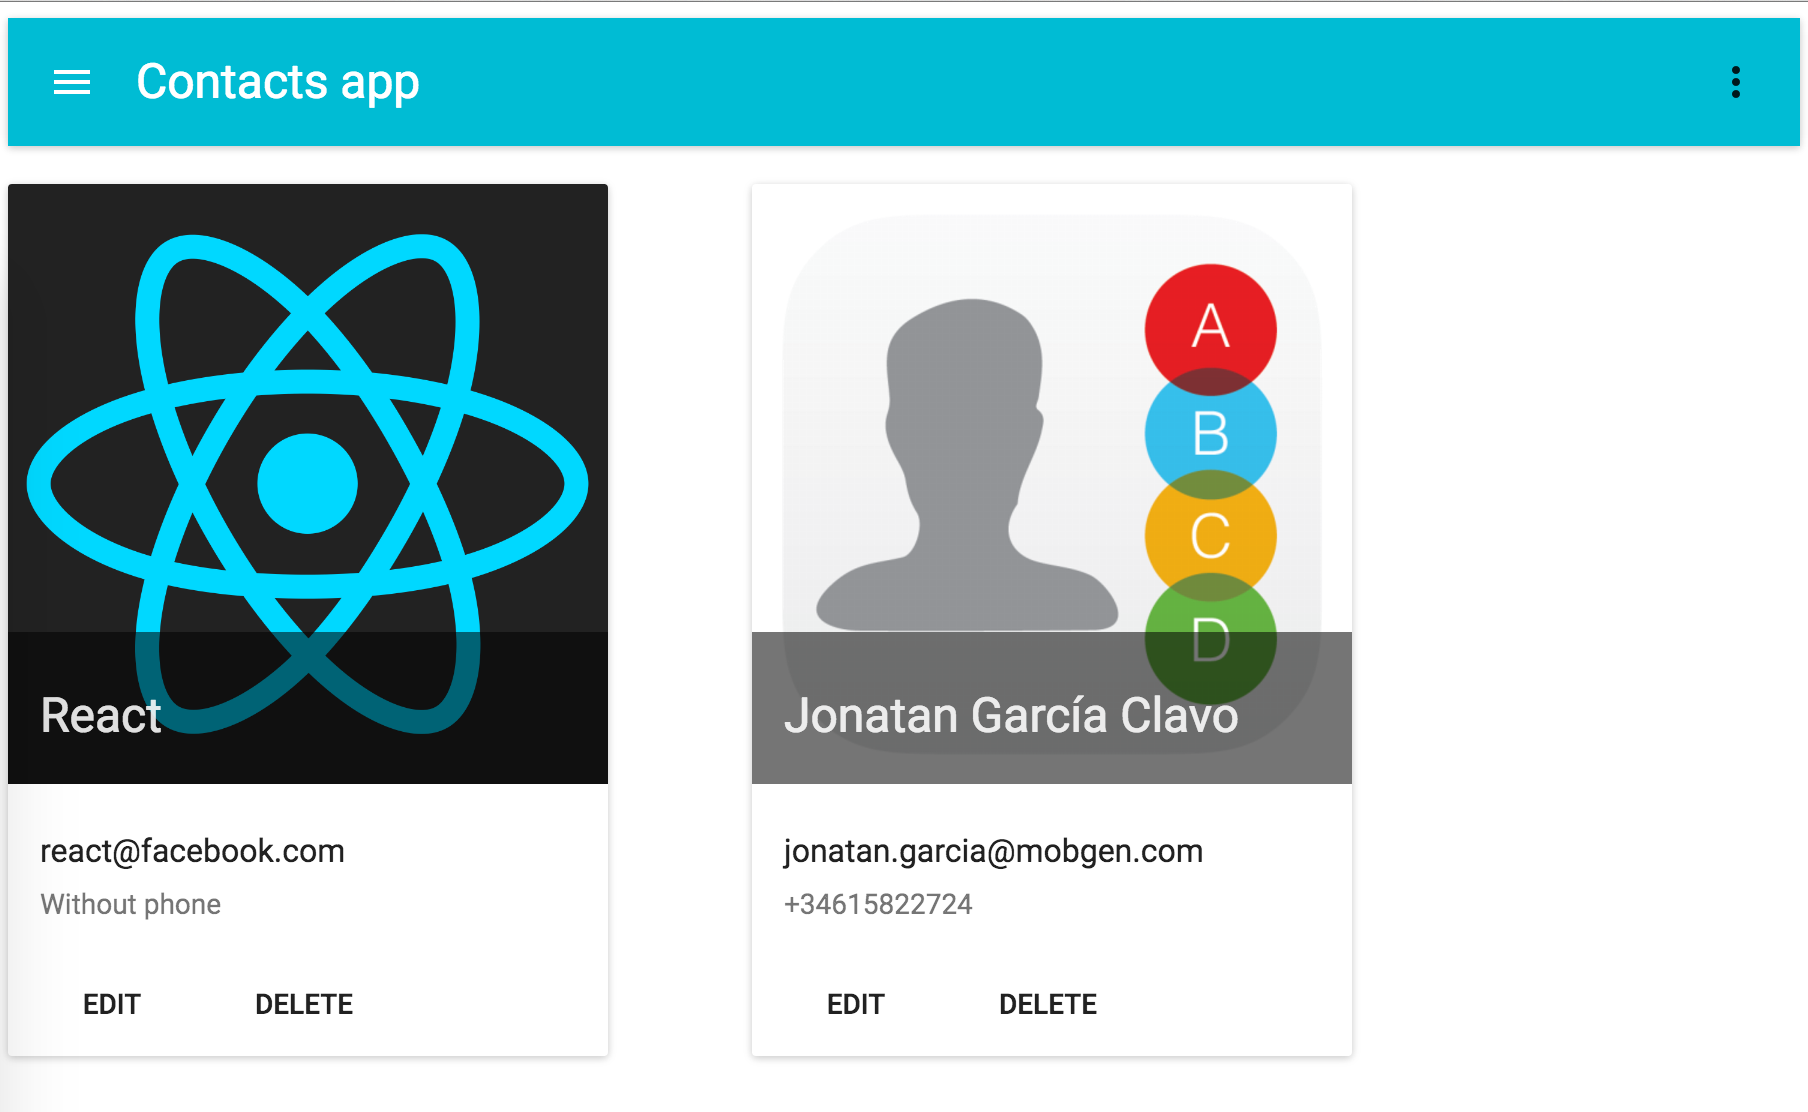 Contacts app
React
react@facebook.com
Without phone
EDIT DELETE
A
B
C
D
Jonatan García Clavo
jonatan.garcia@mobgen.com
+34615822724
EDIT DELETE